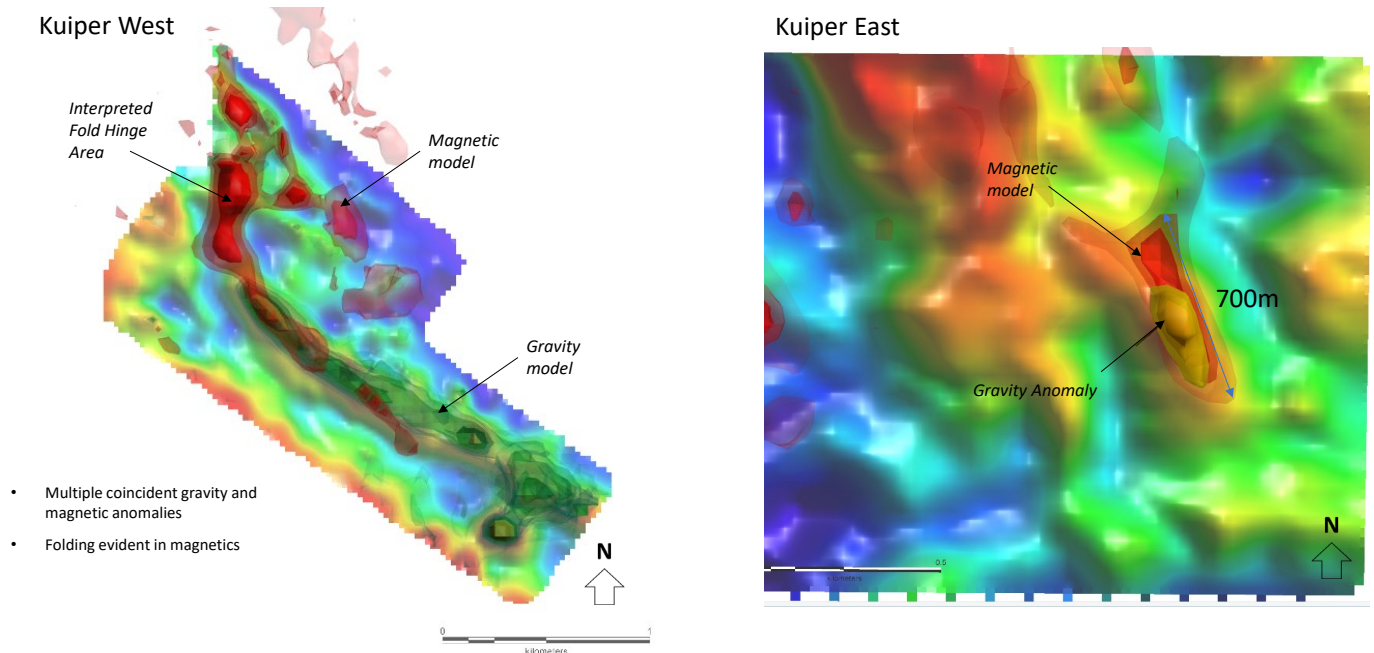 Kuiper West
Interpreted
Fold Hinge
Area
Magnetic
model
Gravity
model
• Multiple coincident gravity and
magnetic anomalies
• Folding evident in magnetics
N
0 1
kilometers
Kuiper East
Magnetic
model
700m
Gravity Anomaly
N
0.5
kilometers